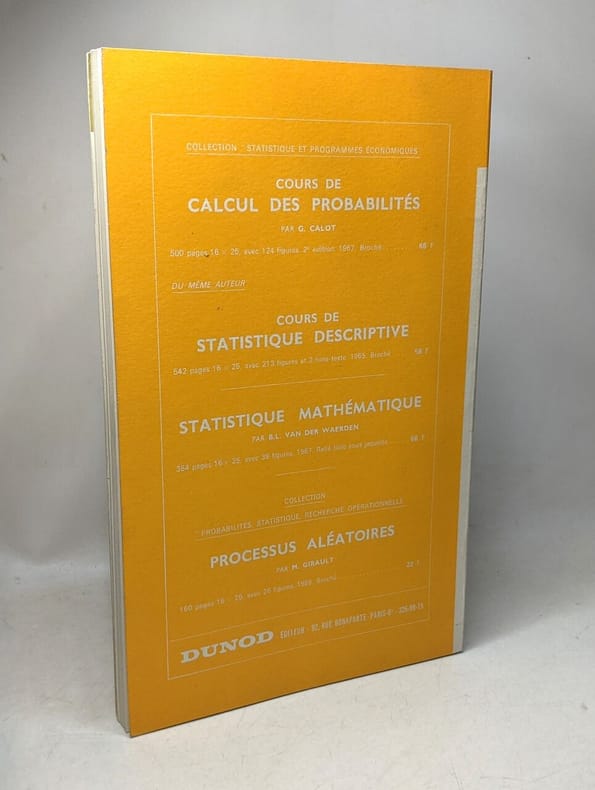 COLLECTION : STATISTIQUE ET PROGRAMMES ÉCONOMIQUES
COURS DE
CALCUL DES PROBABILITÉS
PAR G. CALOT
500 pages 16 × 25, avec 124 figures. 2e édition. 1967. Broché
DU MÊME AUTEUR
COURS DE
STATISTIQUE DESCRIPTIVE
542 pages 16 × 25, avec 213 figures et 3 hors-texte. 1965. Broché
STATISTIQUE MATHÉMATIQUE
PAR B.L. VAN DER WAERDEN
384 pages 16 × 25, avec 39 figures. 1967. Relié toile sous jaquette
COLLECTION
PROBABILITÉS, STATISTIQUE, RECHERCHE OPÉRATIONNELLE
PROCESSUS ALÉATOIRES
PAR M. GIRAULT
160 pages 16 × 25, avec 26 figures. Broché
DUNOD ÉDITEUR · 92, RUE BONAPARTE · PARIS-6e · 326-99-15